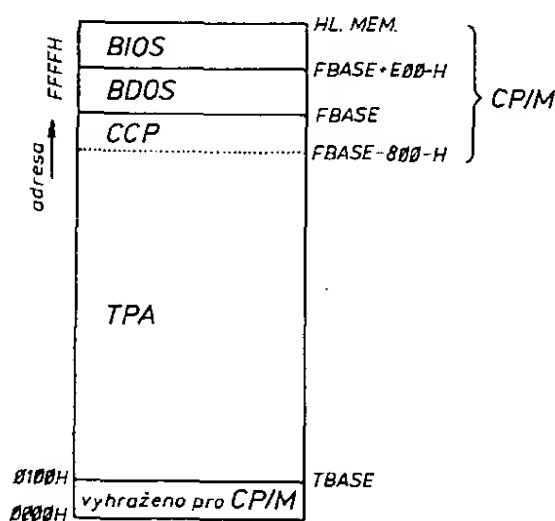 HL. MEM.
BIOS
FBASE+E00-H
FFFFH
BDOS
CP/M
FBASE
CCP
FBASE-800-H
adresa
TPA
0100H
TBASE
vyhraženo pro CP/M
0000H